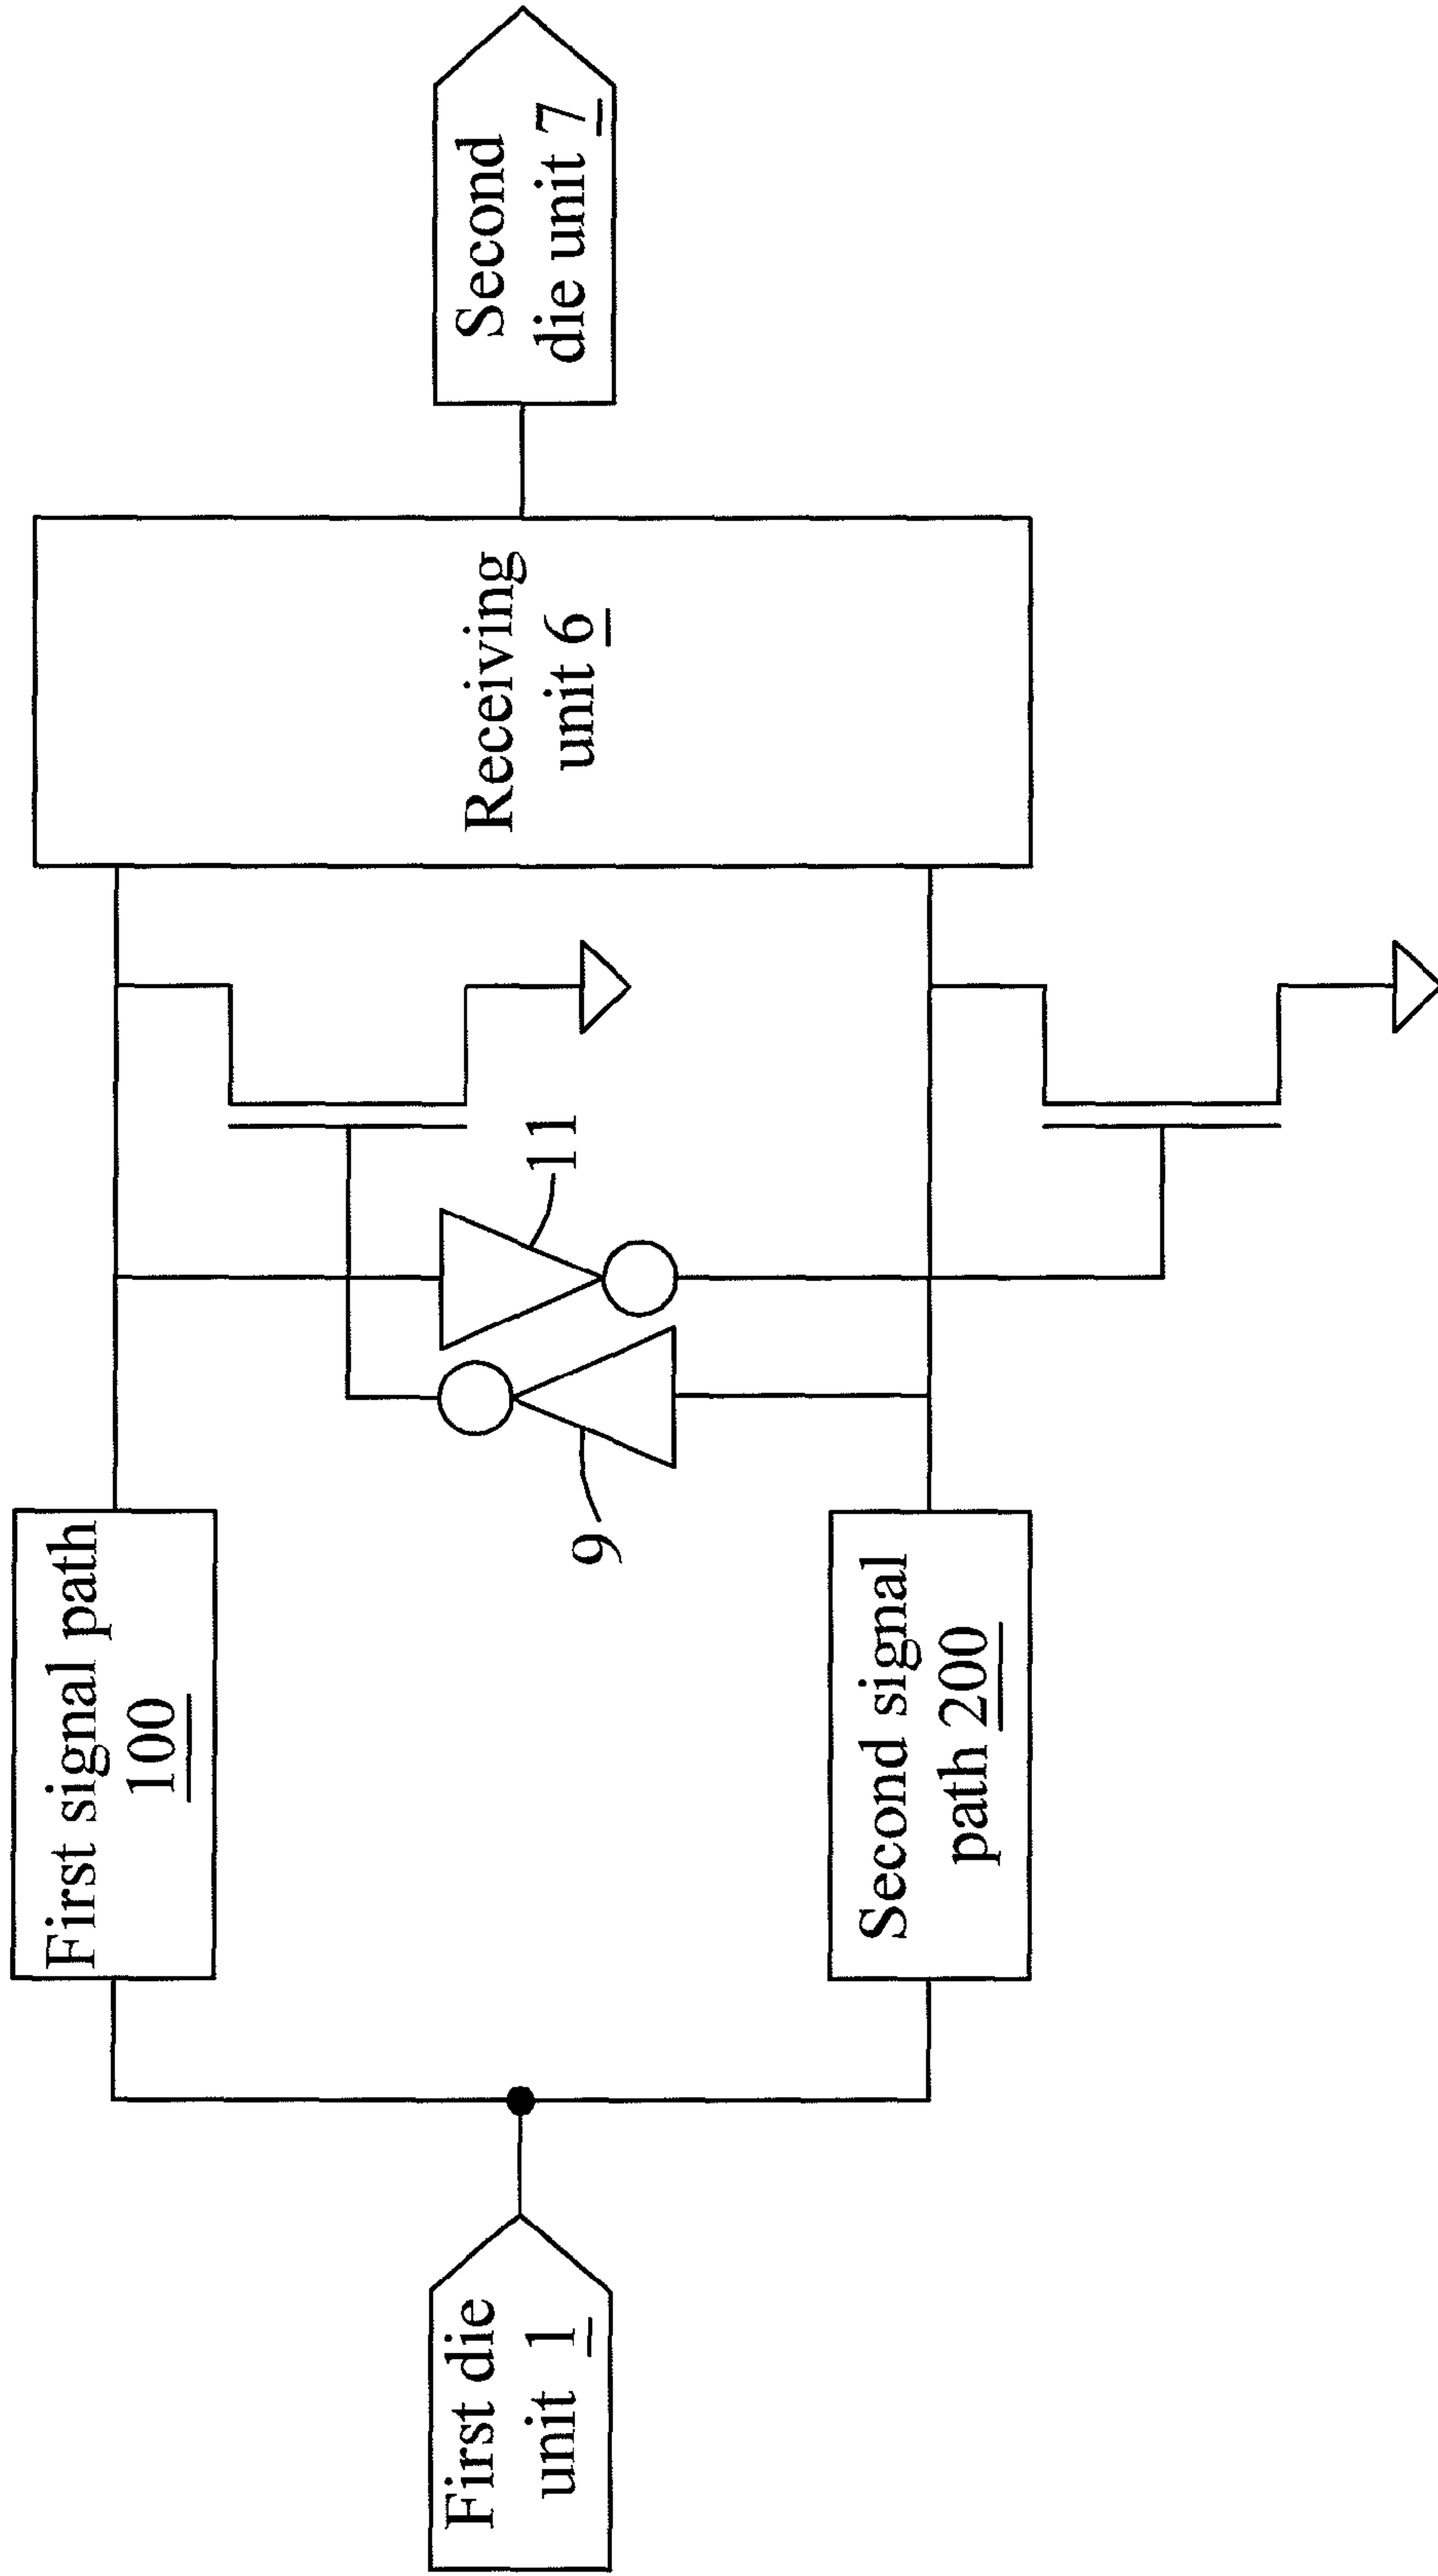 First die
unit 1
First signal path
100
Second signal
path 200
9
11
Receiving
unit 6
Second
die unit 7